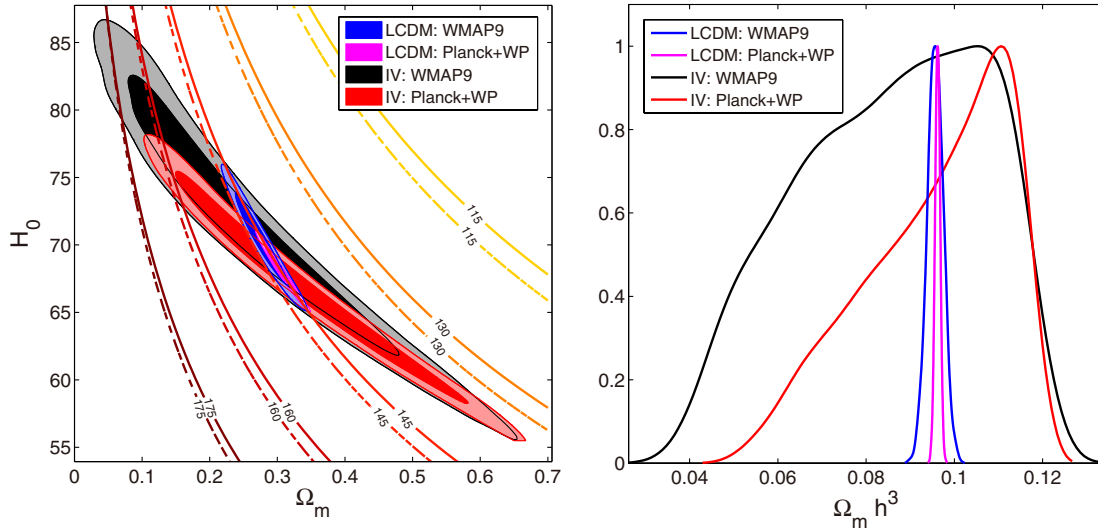 LCDM: WMAP9
LCDM: Planck+WP
IV: WMAP9
IV: Planck+WP
85
80
75
70
65
60
55
H0
115
115
130
130
145
145
160
160
175
175
0 0.1 0.2 0.3 0.4 0.5 0.6 0.7
Ωm
LCDM: WMAP9
LCDM: Planck+WP
IV: WMAP9
IV: Planck+WP
1
0.8
0.6
0.4
0.2
0
0.04 0.06 0.08 0.1 0.12
Ωm h³